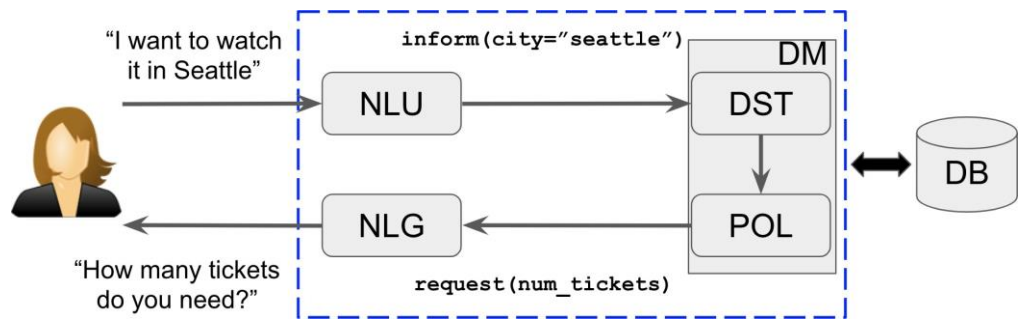 “I want to watch
it in Seattle”
inform(city=”seattle”)
DM
NLU
DST
DB
NLG
POL
“How many tickets
do you need?”
request(num_tickets)